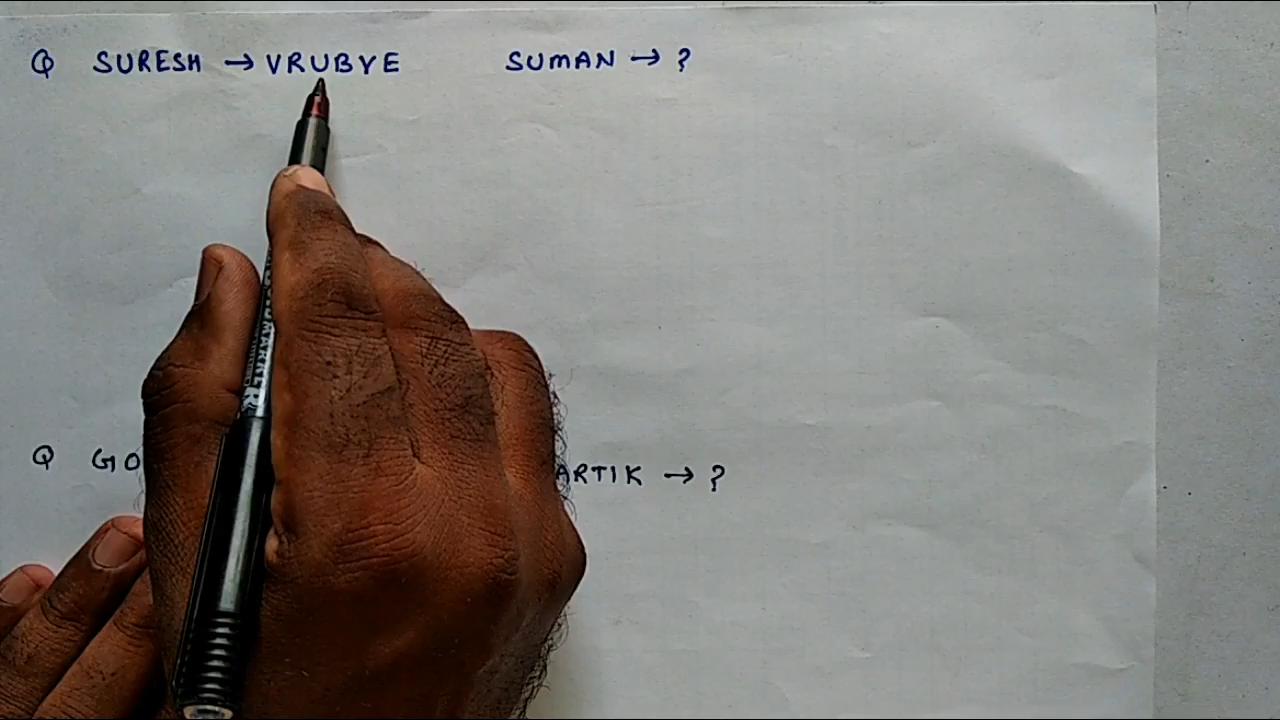 Q SURESH → VRUBYE SUMAN → ?
Q GO ARTIK → ?